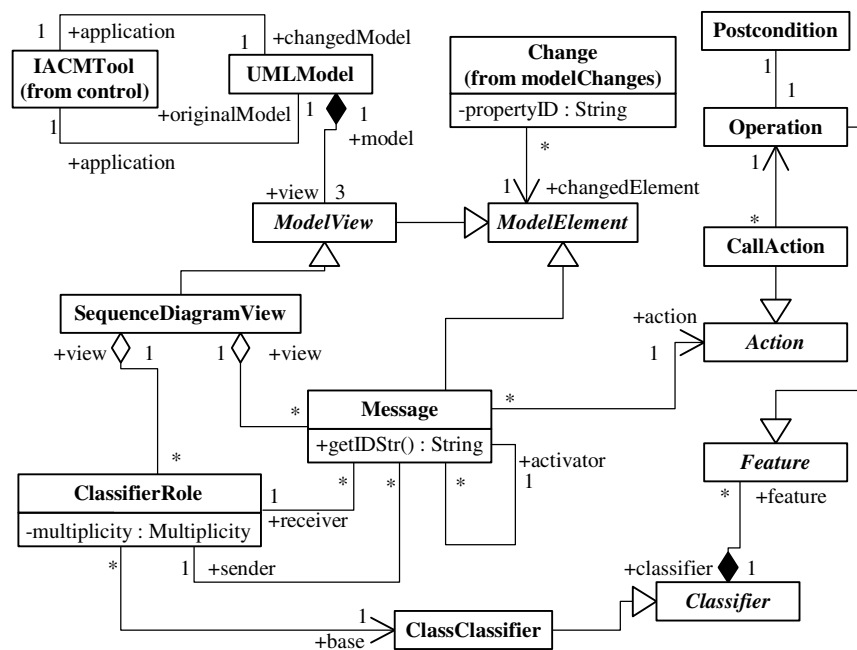 1 +application 1
+changedModel
IACMTool
(from control)
UMLModel
+originalModel 1
1
+application
1
+model
+view 3
Change
(from modelChanges)
-propertyID : String
*
1 +changedElement
Postcondition
1
1
Operation
1
*
CallAction
ModelView
ModelElement
SequenceDiagramView
+view 1
1 +view
+action
1
Action
*
*
*
Message
+getIDStr() : String
* * *
+activator
1
ClassifierRole
-multiplicity : Multiplicity
1
+receiver
1 +sender
*
Feature
* +feature
+classifier 1
Classifier
1
+base
ClassClassifier